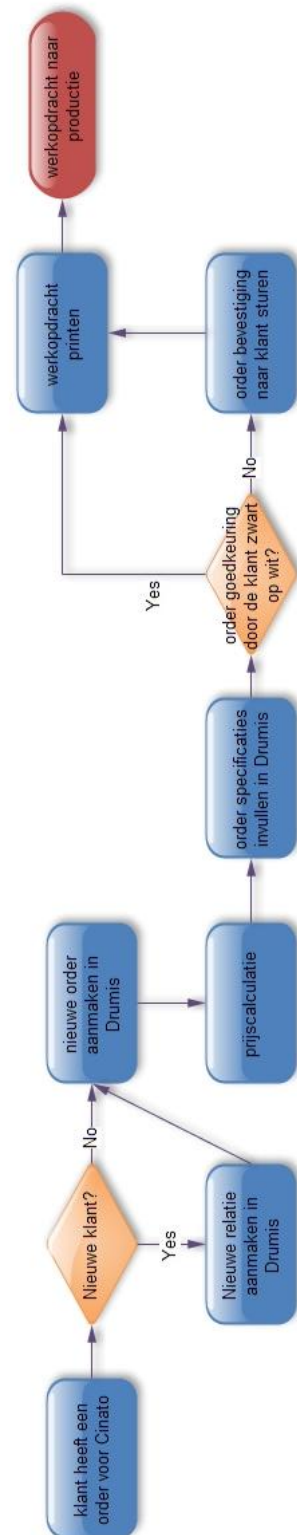 klant heeft een
order voor Cinato
Nieuwe klant?
No
Yes
Nieuwe relatie
aanmaken in
Drumis
nieuwe order
aanmaken in
Drumis
prijscalculatie
order specificaties
invullen in Drumis
order goedkeuring
door de klant zwart
op wit?
Yes
No
order bevestiging
naar klant sturen
werkopdracht
printen
werkopdracht naar
productie